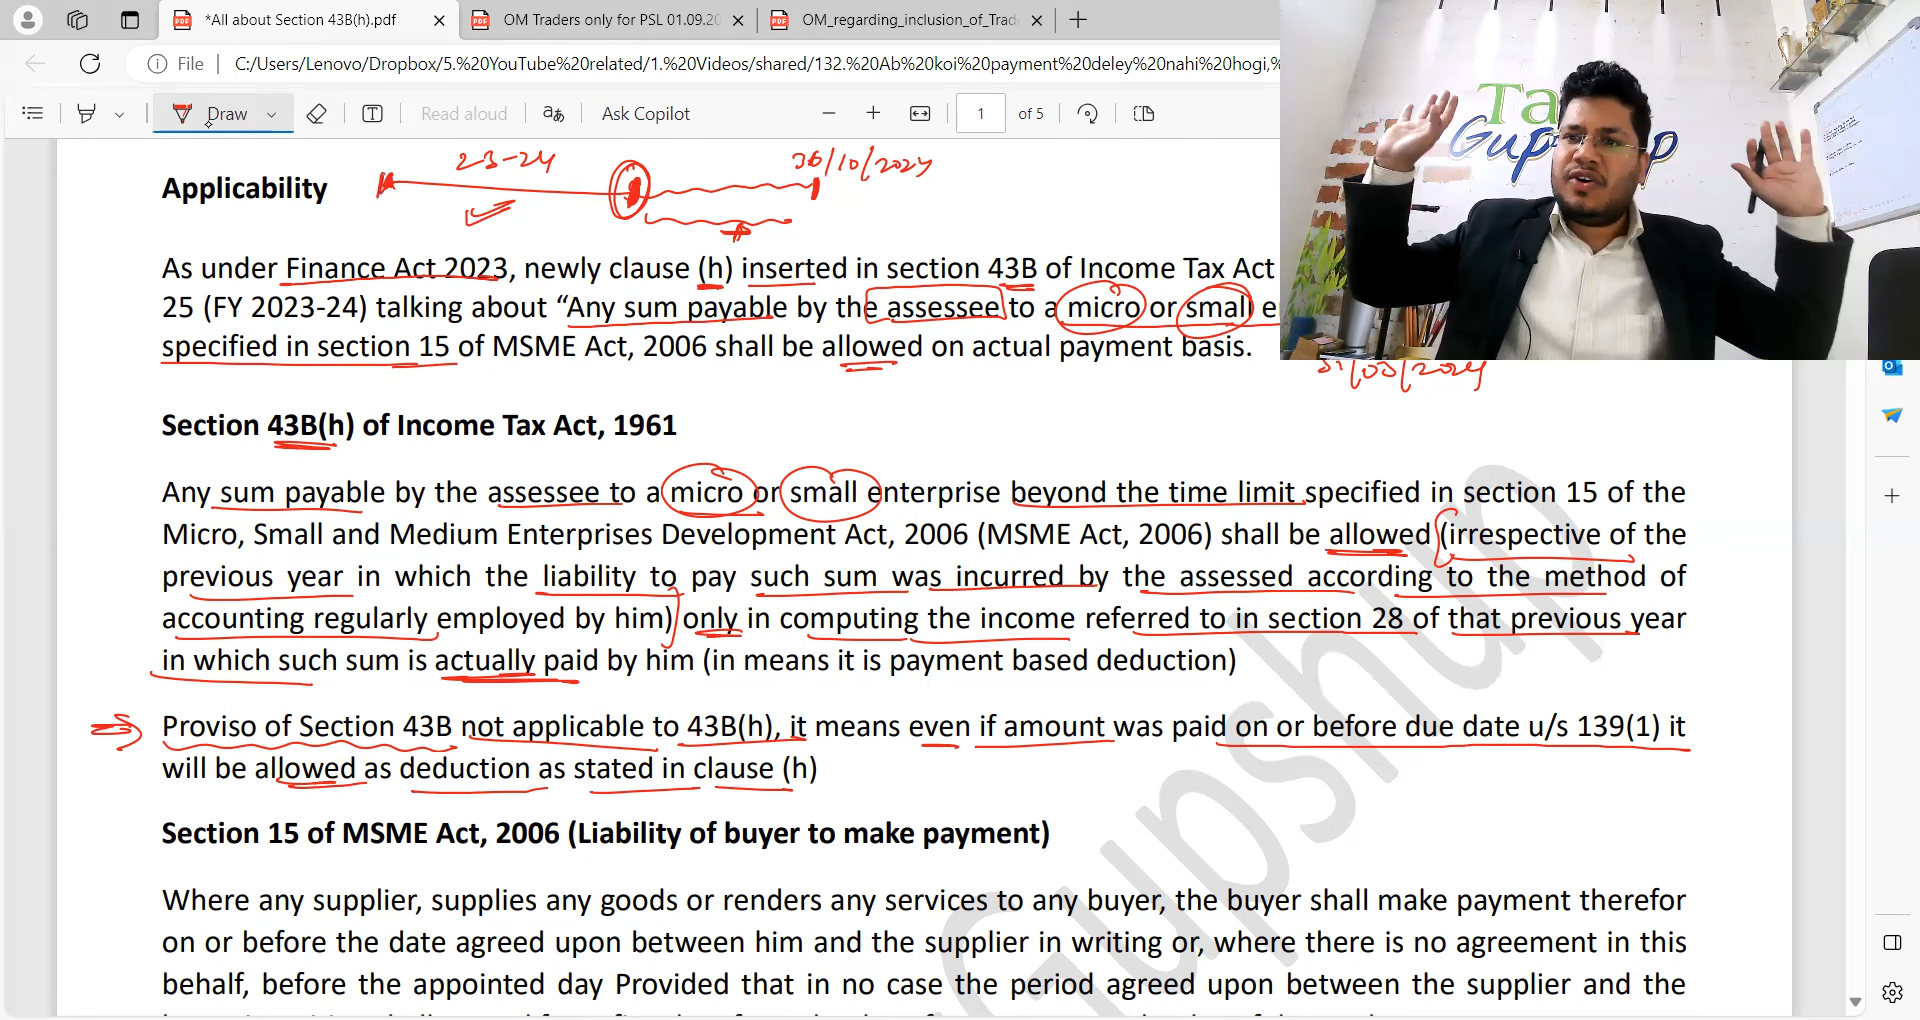 *All about Section 43B(h).pdf
OM Traders only for PSL 01.09.20
OM_regarding_inclusion_of_Trad
File
C:/Users/Lenovo/Dropbox/5.%20YouTube%20related/1.%20Videos/shared/132.%20Ab%20koi%20payment%20deley%20nahi%20hogi,%
Draw
Read aloud
Ask Copilot
1 of 5
23-24
Applicability
As under Finance Act 2023, newly clause (h) inserted in section 43B of Income Tax Act
25 (FY 2023-24) talking about “Any sum payable by the assessee to a micro or small e
specified in section 15 of MSME Act, 2006 shall be allowed on actual payment basis.
Section 43B(h) of Income Tax Act, 1961
Any sum payable by the assessee to a micro or small enterprise beyond the time limit specified in section 15 of the
Micro, Small and Medium Enterprises Development Act, 2006 (MSME Act, 2006) shall be allowed (irrespective of the
previous year in which the liability to pay such sum was incurred by the assessed according to the method of
accounting regularly employed by him) only in computing the income referred to in section 28 of that previous year
in which such sum is actually paid by him (in means it is payment based deduction)
Proviso of Section 43B not applicable to 43B(h), it means even if amount was paid on or before due date u/s 139(1) it
will be allowed as deduction as stated in clause (h)
Section 15 of MSME Act, 2006 (Liability of buyer to make payment)
Where any supplier, supplies any goods or renders any services to any buyer, the buyer shall make payment therefor
on or before the date agreed upon between him and the supplier in writing or, where there is no agreement in this
behalf, before the appointed day Provided that in no case the period agreed upon between the supplier and the
Gupshup